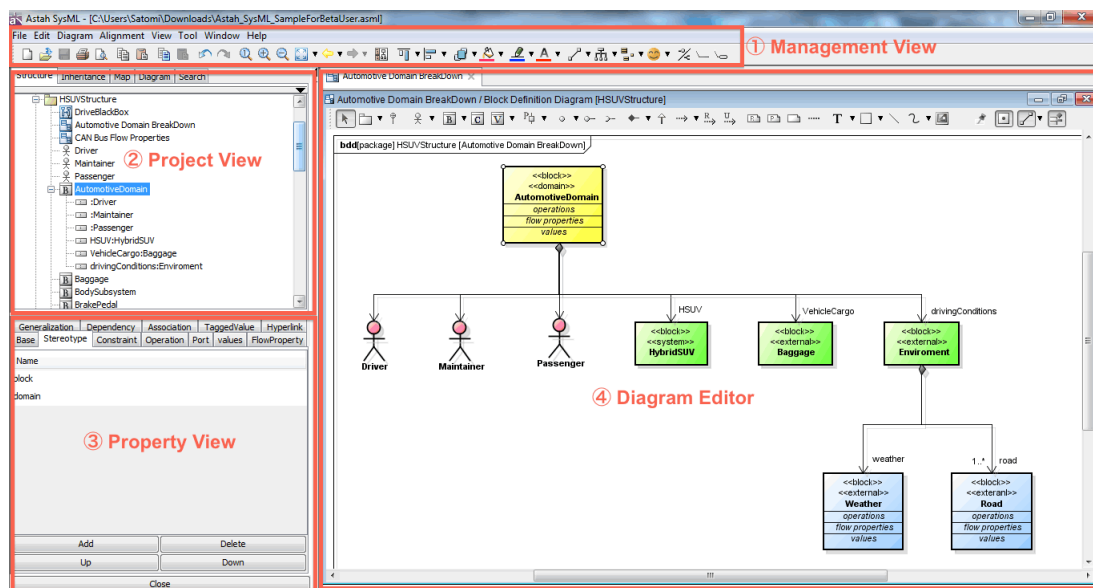 Astah SysML - [C:\Users\Satomi\Downloads\Astah_SysML_SampleForBetaUser.asml]
File Edit Diagram Alignment View Tool Window Help
① Management View
Structure Inheritance Map Diagram Search
HSUVStructure
DriveBlackBox
Automotive Domain BreakDown
CAN Bus Flow Properties
Driver
Maintainer
Passenger
② Project View
B AutomotiveDomain
:Driver
:Maintainer
:Passenger
HSUV:HybridSUV
VehicleCargo:Baggage
drivingConditions:Enviroment
B Baggage
B BodySubsystem
B BrakePedal
Generalization Dependency Association TaggedValue Hyperlink
Base Stereotype Constraint Operation Port values FlowProperty
Name
block
domain
③ Property View
Add Delete
Up Down
Close
Automotive Domain BreakDown
Automotive Domain BreakDown / Block Definition Diagram [HSUVStructure]
B C V T
bdd[package] HSUVStructure [Automotive Domain BreakDown]
<<block>>
<<domain>>
AutomotiveDomain
operations
flow properties
values
HSUV VehicleCargo drivingConditions
Driver
Maintainer
Passenger
<<block>>
<<system>>
HybridSUV
<<block>>
<<external>>
Baggage
<<block>>
<<external>>
Enviroment
④ Diagram Editor
weather 1..* road
<<block>>
<<external>>
Weather
operations
flow properties
values
<<block>>
<<exteranl>>
Road
operations
flow properties
values